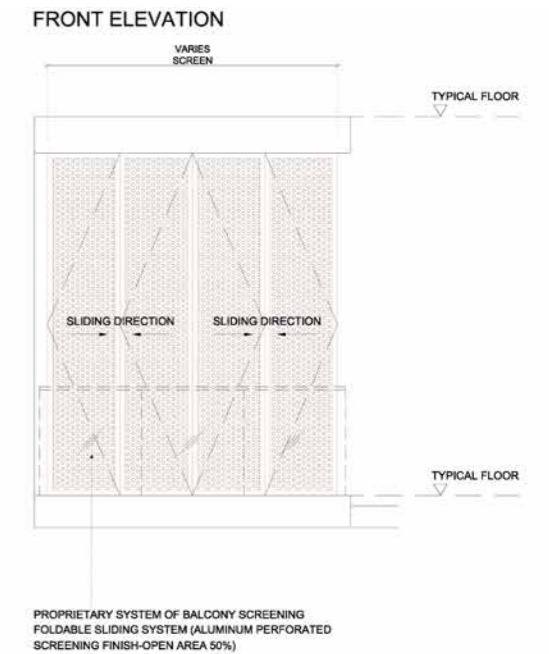 FRONT ELEVATION
VARIES
SCREEN
TYPICAL FLOOR
SLIDING DIRECTION
SLIDING DIRECTION
TYPICAL FLOOR
PROPRIETARY SYSTEM OF BALCONY SCREENING
FOLDABLE SLIDING SYSTEM (ALUMINUM PERFORATED
SCREENING FINISH-OPEN AREA 50%)